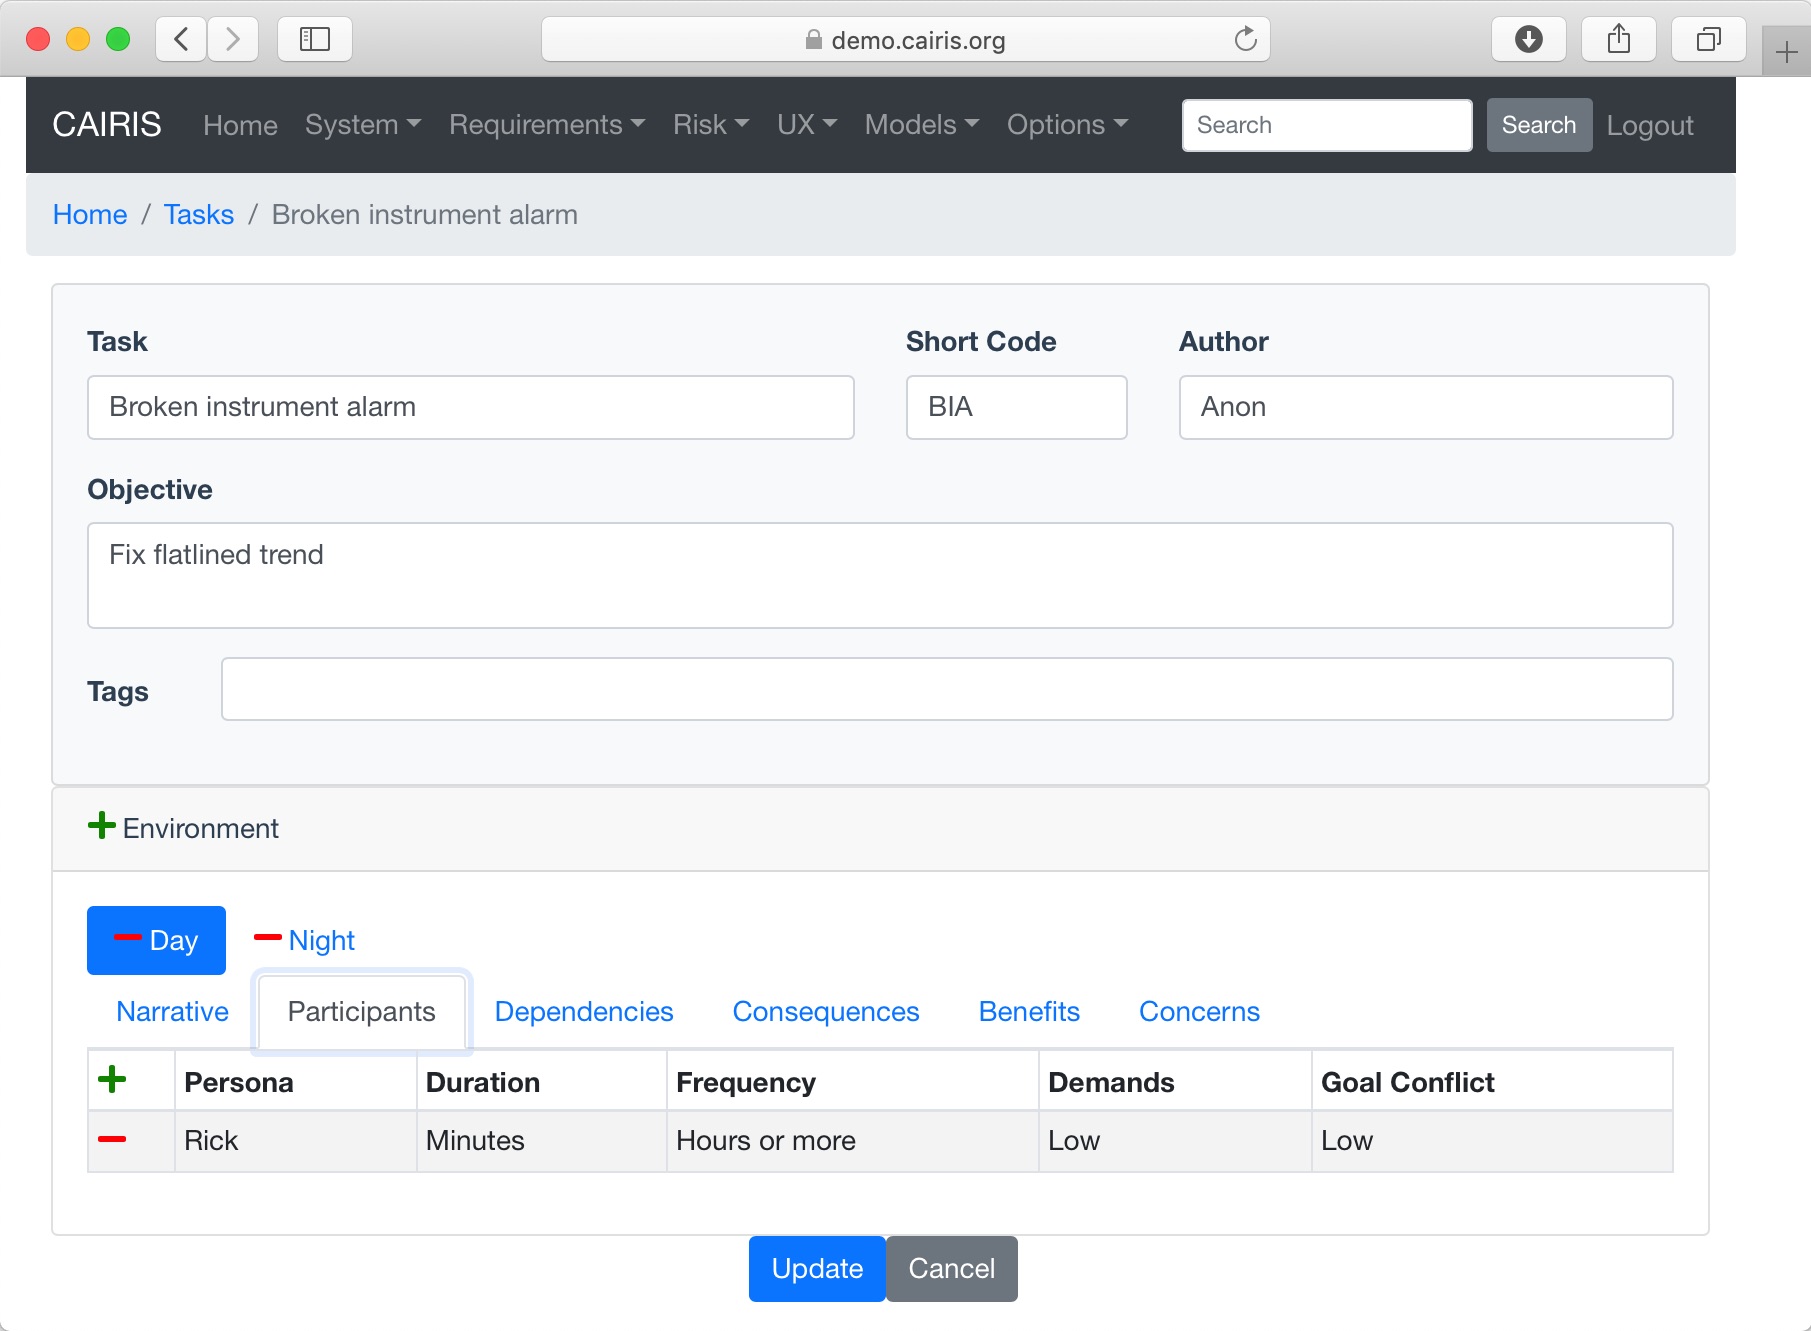 demo.cairis.org
CAIRIS Home System Requirements Risk UX Models Options Search Search Logout
Home / Tasks / Broken instrument alarm
Task Short Code Author
Broken instrument alarm BIA Anon
Objective
Fix flatlined trend
Tags
Environment
Day Night
Narrative Participants Dependencies Consequences Benefits Concerns
Persona Duration Frequency Demands Goal Conflict
Rick Minutes Hours or more Low Low
Update Cancel